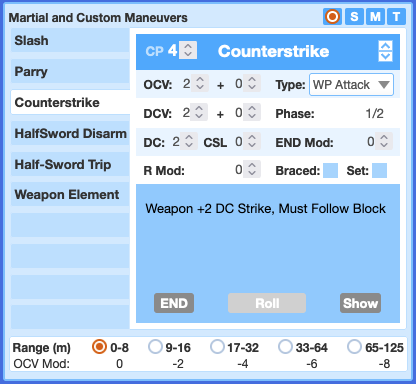 Martial and Custom Maneuvers S M T
Slash
Parry
Counterstrike
HalfSword Disarm
Half-Sword Trip
Weapon Element
CP 4 Counterstrike
OCV: 2 + 0 Type: WP Attack
DCV: 2 + 0 Phase: 1/2
DC: 2 CSL 0 END Mod: 0
R Mod: 0 Braced: Set:
Weapon +2 DC Strike, Must Follow Block
END Roll Show
Range (m) 0-8 9-16 17-32 33-64 65-125
OCV Mod: 0 -2 -4 -6 -8